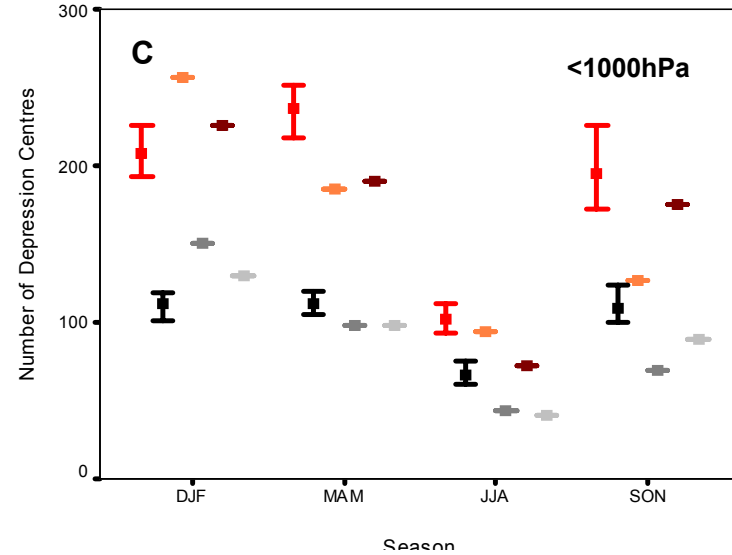 300
C
<1000hPa
200
Number of Depression Centres
100
0
DJF MAM JJA SON
Season